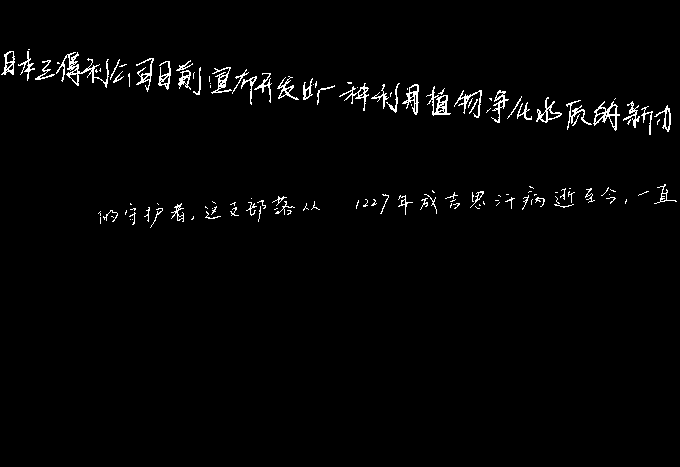 日本三得利公司日前宣布开发出一种利用植物净化水质的新办
的守护者，这支部落从 1227年成吉思汗病逝至今，一直